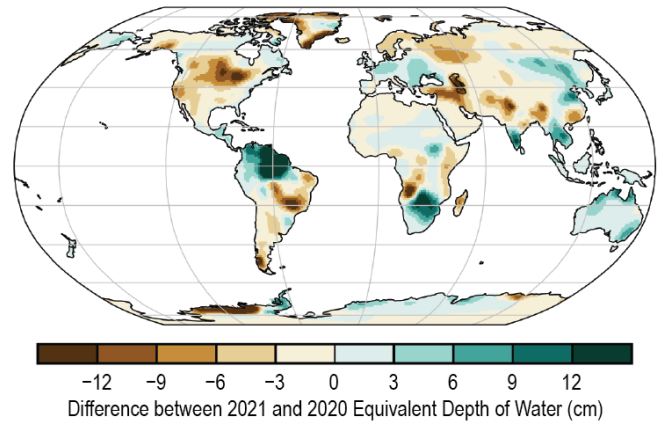 −12 −9 −6 −3 0 3 6 9 12
Difference between 2021 and 2020 Equivalent Depth of Water (cm)